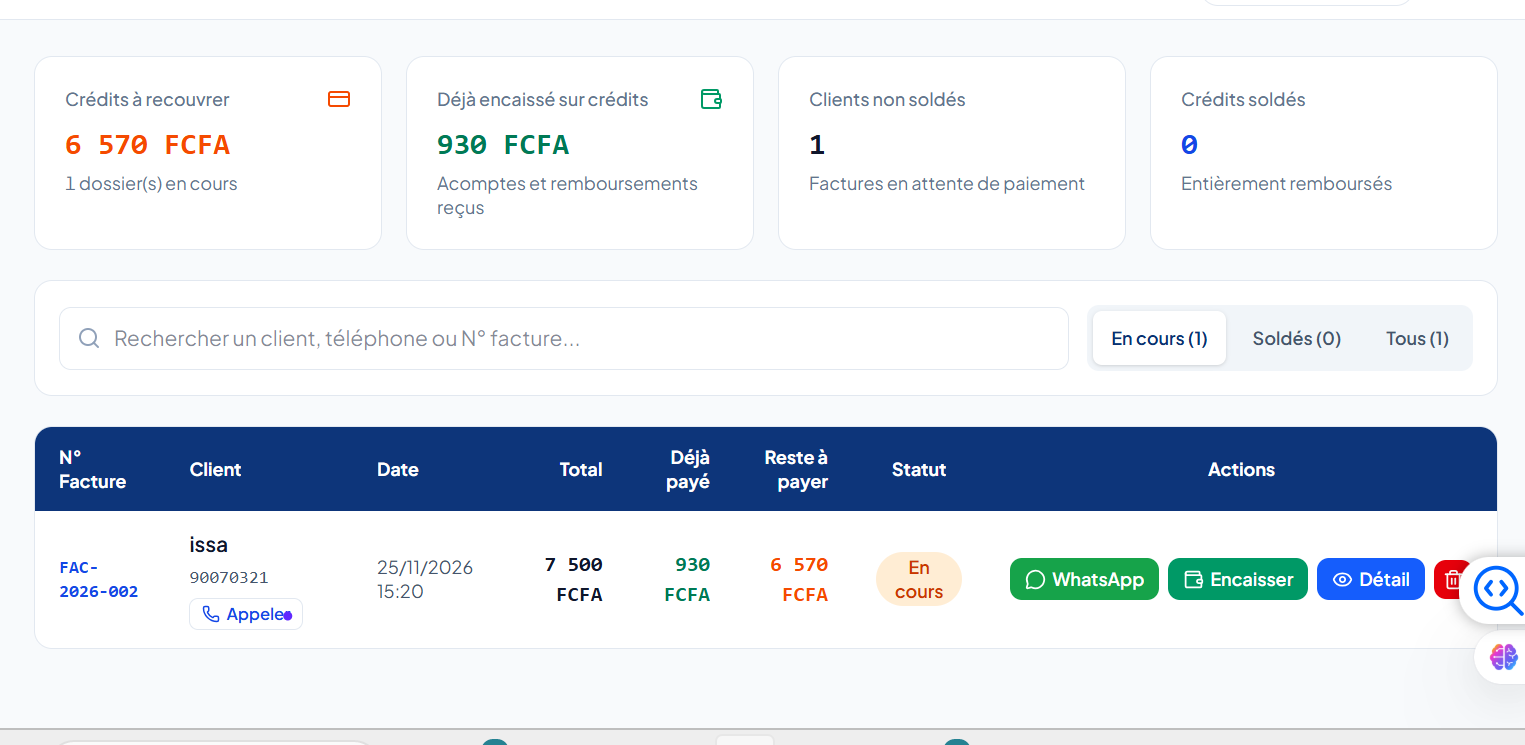 Crédits à recouvrer
6 570 FCFA
1 dossier(s) en cours
Déjà encaissé sur crédits
930 FCFA
Acomptes et remboursements
reçus
Clients non soldés
1
Factures en attente de paiement
Crédits soldés
0
Entièrement remboursés
Rechercher un client, téléphone ou N° facture...
En cours (1)
Soldés (0)
Tous (1)
N°
Facture
Client
Date
Total
Déjà
payé
Reste à
payer
Statut
Actions
FAC-
2026-002
issa
90070321
Appeler
25/11/2026
15:20
7 500
FCFA
930
FCFA
6 570
FCFA
En
cours
WhatsApp
Encaisser
Détail